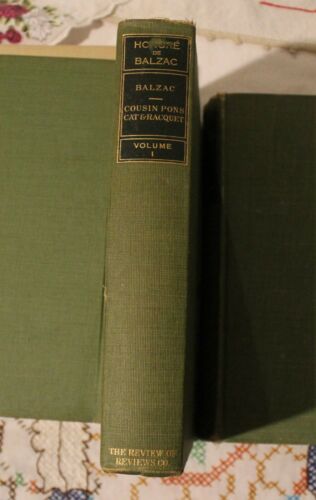 HONORÉ
DE
BALZAC
BALZAC
COUSIN PONS
CAT & RACQUET
VOLUME
I
THE REVIEW OF
REVIEWS CO.